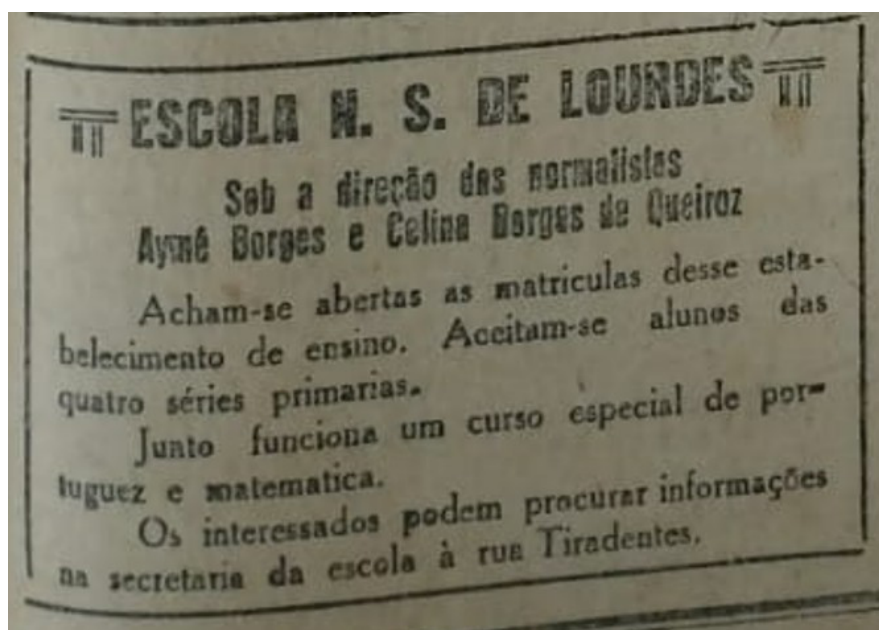 ESCOLA N. S. DE LOURDES
Sob a direção das normalistas
Aymê Borges e Celina Borges de Queiroz
Acham-se abertas as matriculas desse esta-
belecimento de ensino. Aceitam-se alunos das
quatro séries primarias.
Junto funciona um curso especial de por-
tuguez e matematica.
Os interessados podem procurar informações
na secretaria da escola à rua Tiradentes.